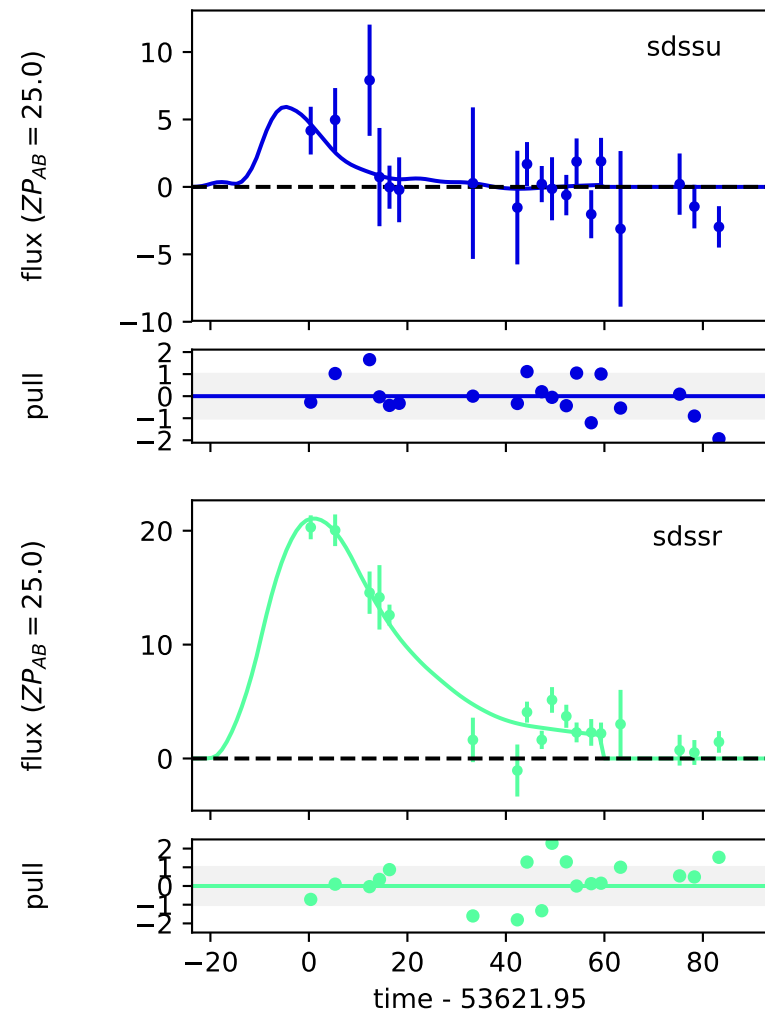 sdssu
flux (ZP_{AB} = 25.0)
10
5
0
−5
−10
pull
2
1
0
−1
−2
sdssr
flux (ZP_{AB} = 25.0)
20
10
0
pull
2
1
0
−1
−2
−20 0 20 40 60 80
time - 53621.95